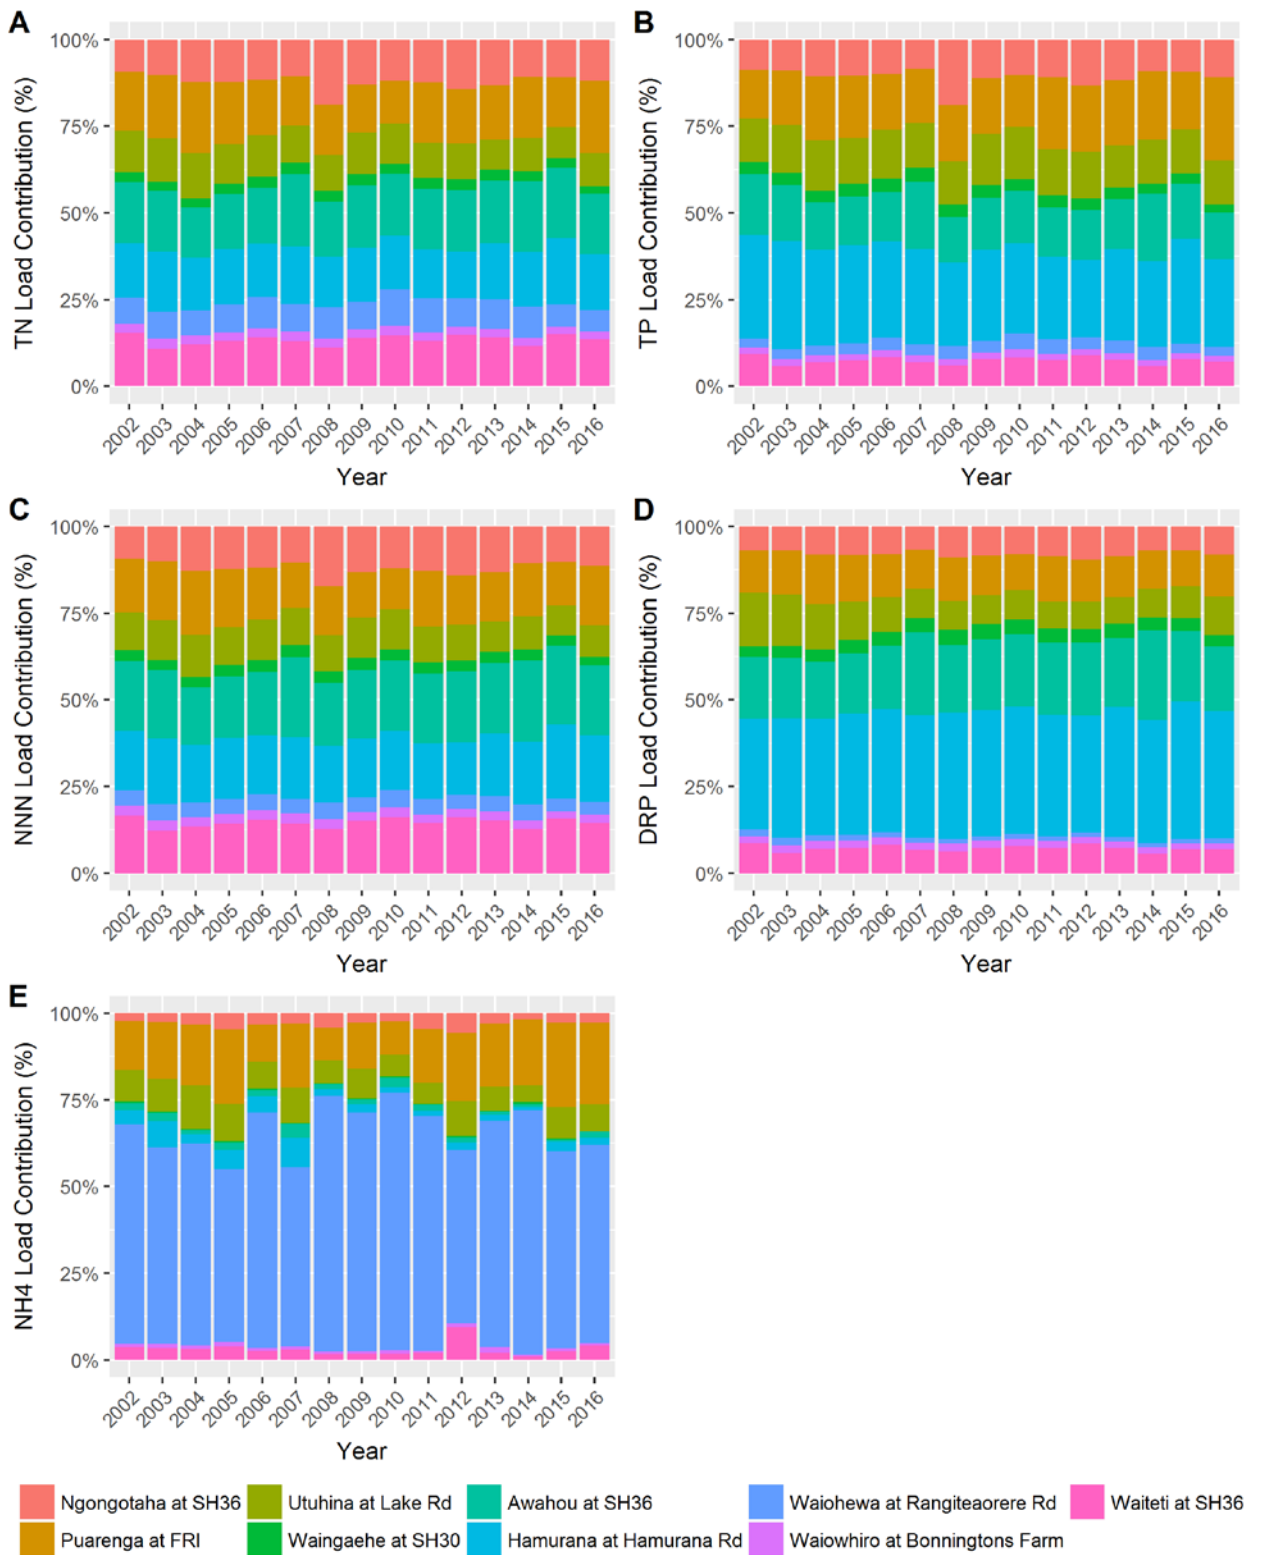 A
B
100%
75%
50%
25%
0%
TN Load Contribution (%)
2002 2003 2004 2005 2006 2007 2008 2009 2010 2011 2012 2013 2014 2015 2016
Year
100%
75%
50%
25%
0%
TP Load Contribution (%)
2002 2003 2004 2005 2006 2007 2008 2009 2010 2011 2012 2013 2014 2015 2016
Year
C
D
100%
75%
50%
25%
0%
NNN Load Contribution (%)
2002 2003 2004 2005 2006 2007 2008 2009 2010 2011 2012 2013 2014 2015 2016
Year
100%
75%
50%
25%
0%
DRP Load Contribution (%)
2002 2003 2004 2005 2006 2007 2008 2009 2010 2011 2012 2013 2014 2015 2016
Year
E
100%
75%
50%
25%
0%
NH4 Load Contribution (%)
2002 2003 2004 2005 2006 2007 2008 2009 2010 2011 2012 2013 2014 2015 2016
Year
Ngongotaha at SH36 Utuhina at Lake Rd Awahou at SH36 Waiohewa at Rangiteaorere Rd Waiteti at SH36
Puarenga at FRI Waingaehe at SH30 Hamurana at Hamurana Rd Waiowhiro at Bonningtons Farm